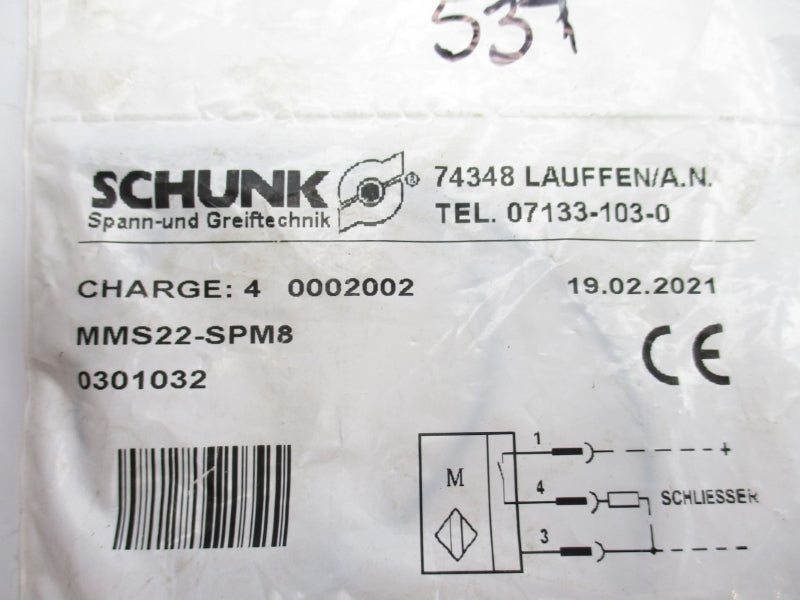 537
SCHUNK ® 74348 LAUFFEN/A.N.
Spann-und Greiftechnik TEL. 07133-103-0
CHARGE: 4 0002002 19.02.2021
MMS22-SPM8
0301032
CE
1 +
M
4 SCHLIESSER
3